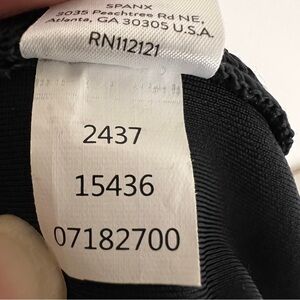 SPANX
3035 Peachtree Rd NE,
Atlanta, GA 30305 U.S.A.
RN112121
2437
15436
07182700